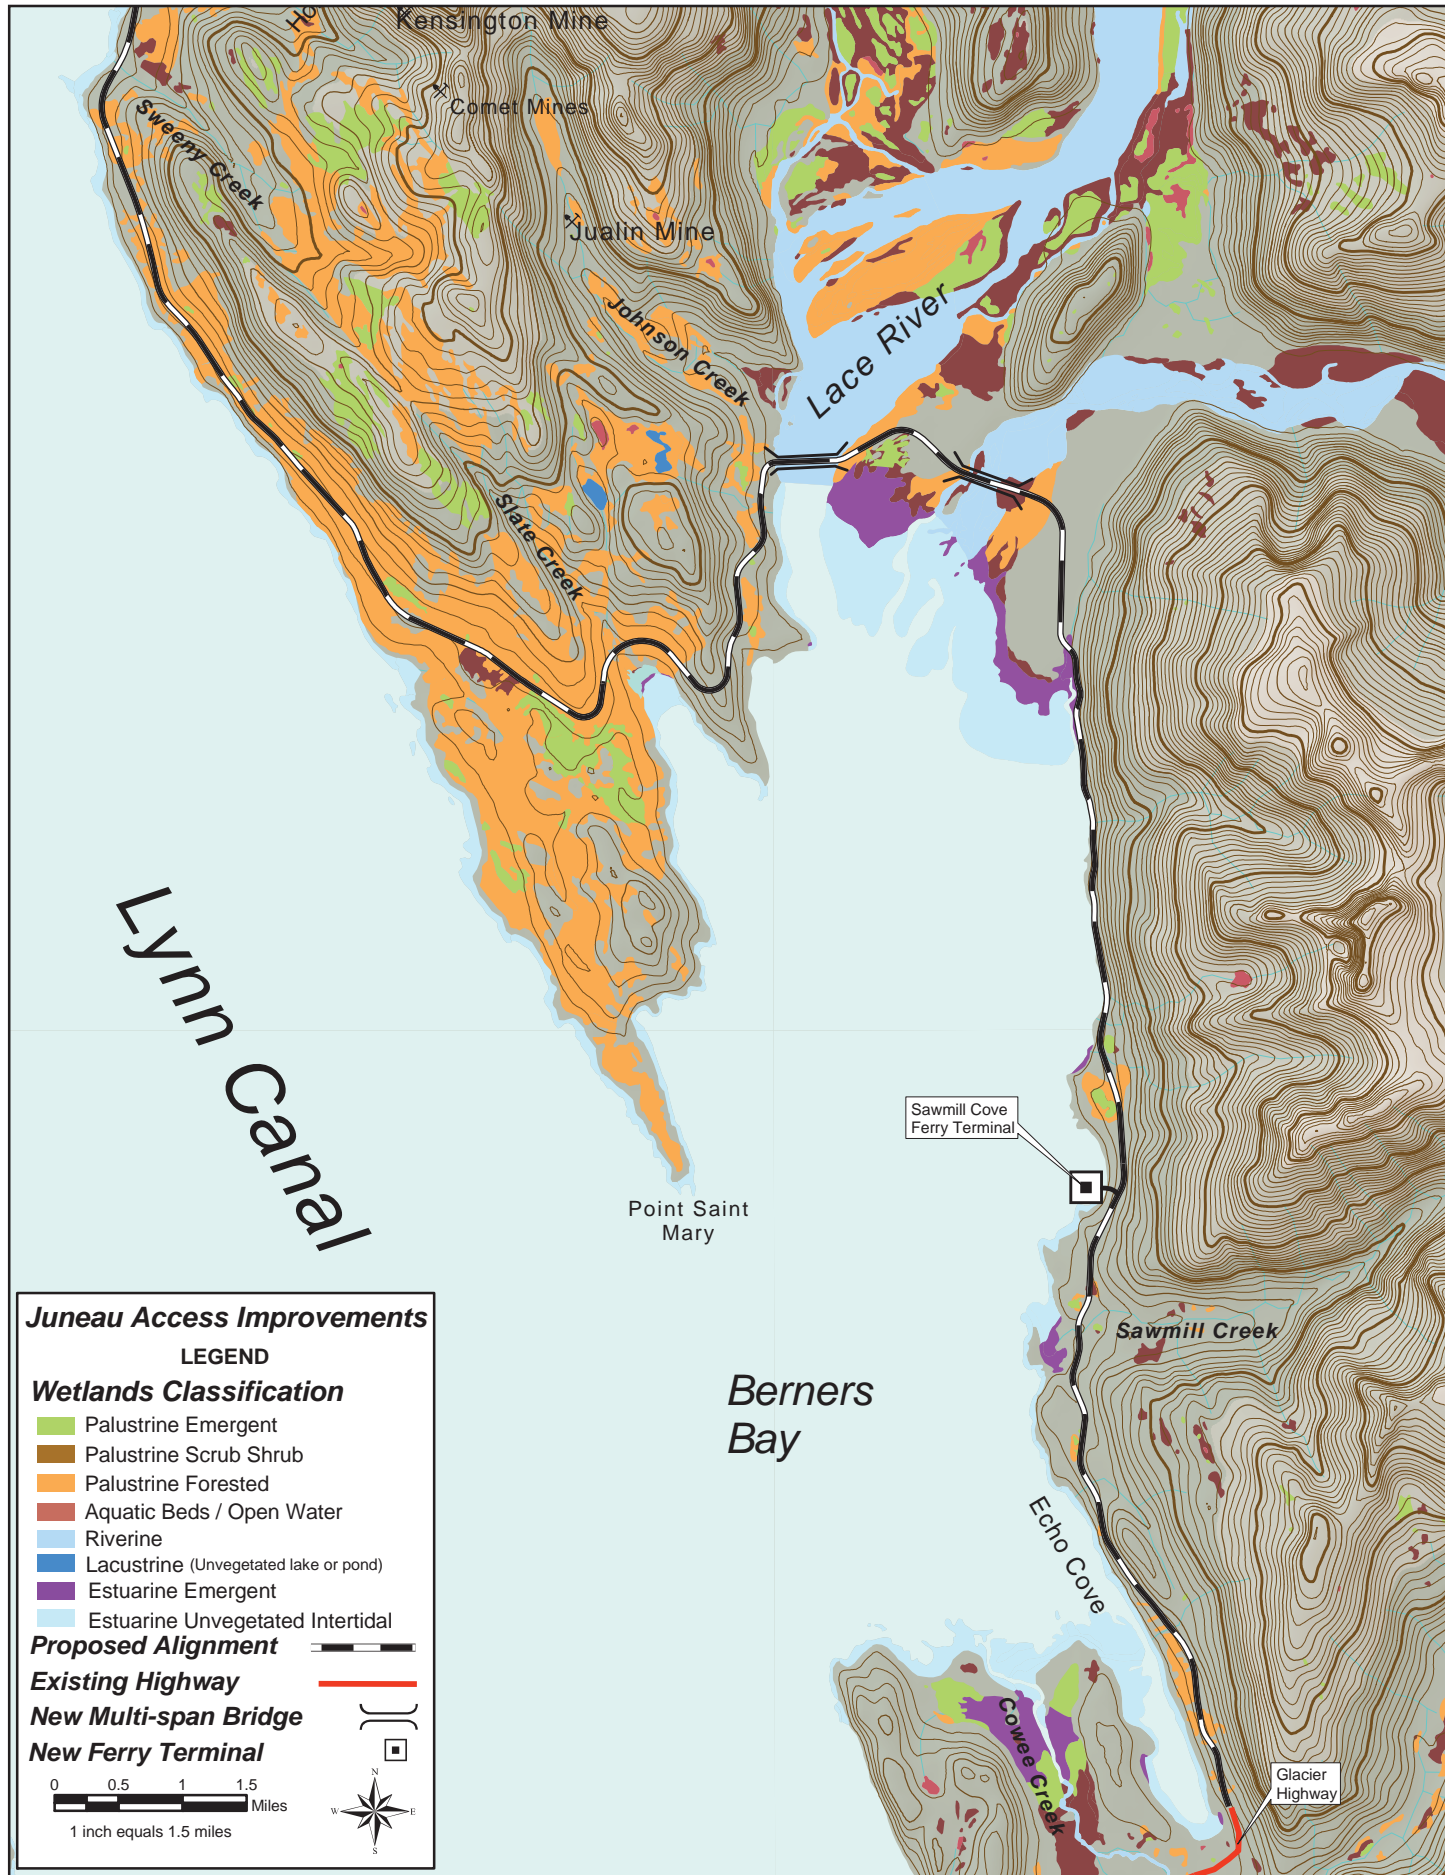 Kensington Mine
Comet Mines
Sweeny Creek
Jualin Mine
Johnson Creek
Lace River
Slate Creek
Lynn Canal
Sawmill Cove
Ferry Terminal
Point Saint
Mary
Sawmill Creek
Berners
Bay
Echo Cove
Cowee Creek
Glacier
Highway
Juneau Access Improvements
LEGEND
Wetlands Classification
Palustrine Emergent
Palustrine Scrub Shrub
Palustrine Forested
Aquatic Beds / Open Water
Riverine
Lacustrine (Unvegetated lake or pond)
Estuarine Emergent
Estuarine Unvegetated Intertidal
Proposed Alignment
Existing Highway
New Multi-span Bridge
New Ferry Terminal
0 0.5 1 1.5
Miles
1 inch equals 1.5 miles
N
W E
S